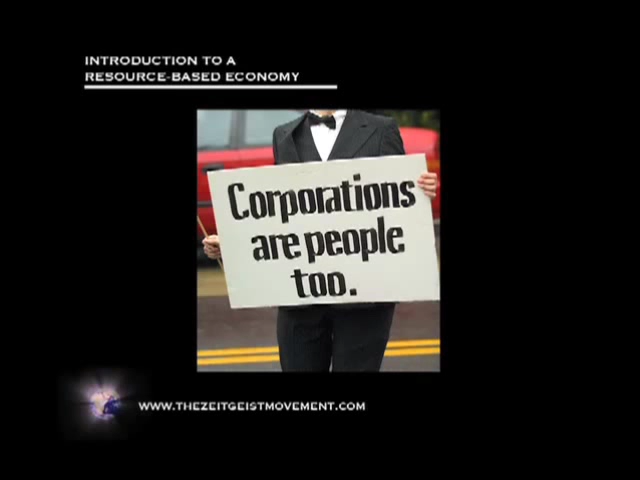 INTRODUCTION TO A
RESOURCE-BASED ECONOMY
Corporations
are people
too.
WWW.THEZEITGEISTMOVEMENT.COM